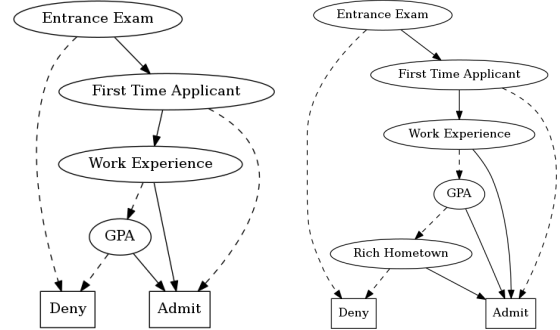 Entrance Exam
First Time Applicant
Work Experience
GPA
Deny
Admit
Entrance Exam
First Time Applicant
Work Experience
GPA
Rich Hometown
Deny
Admit